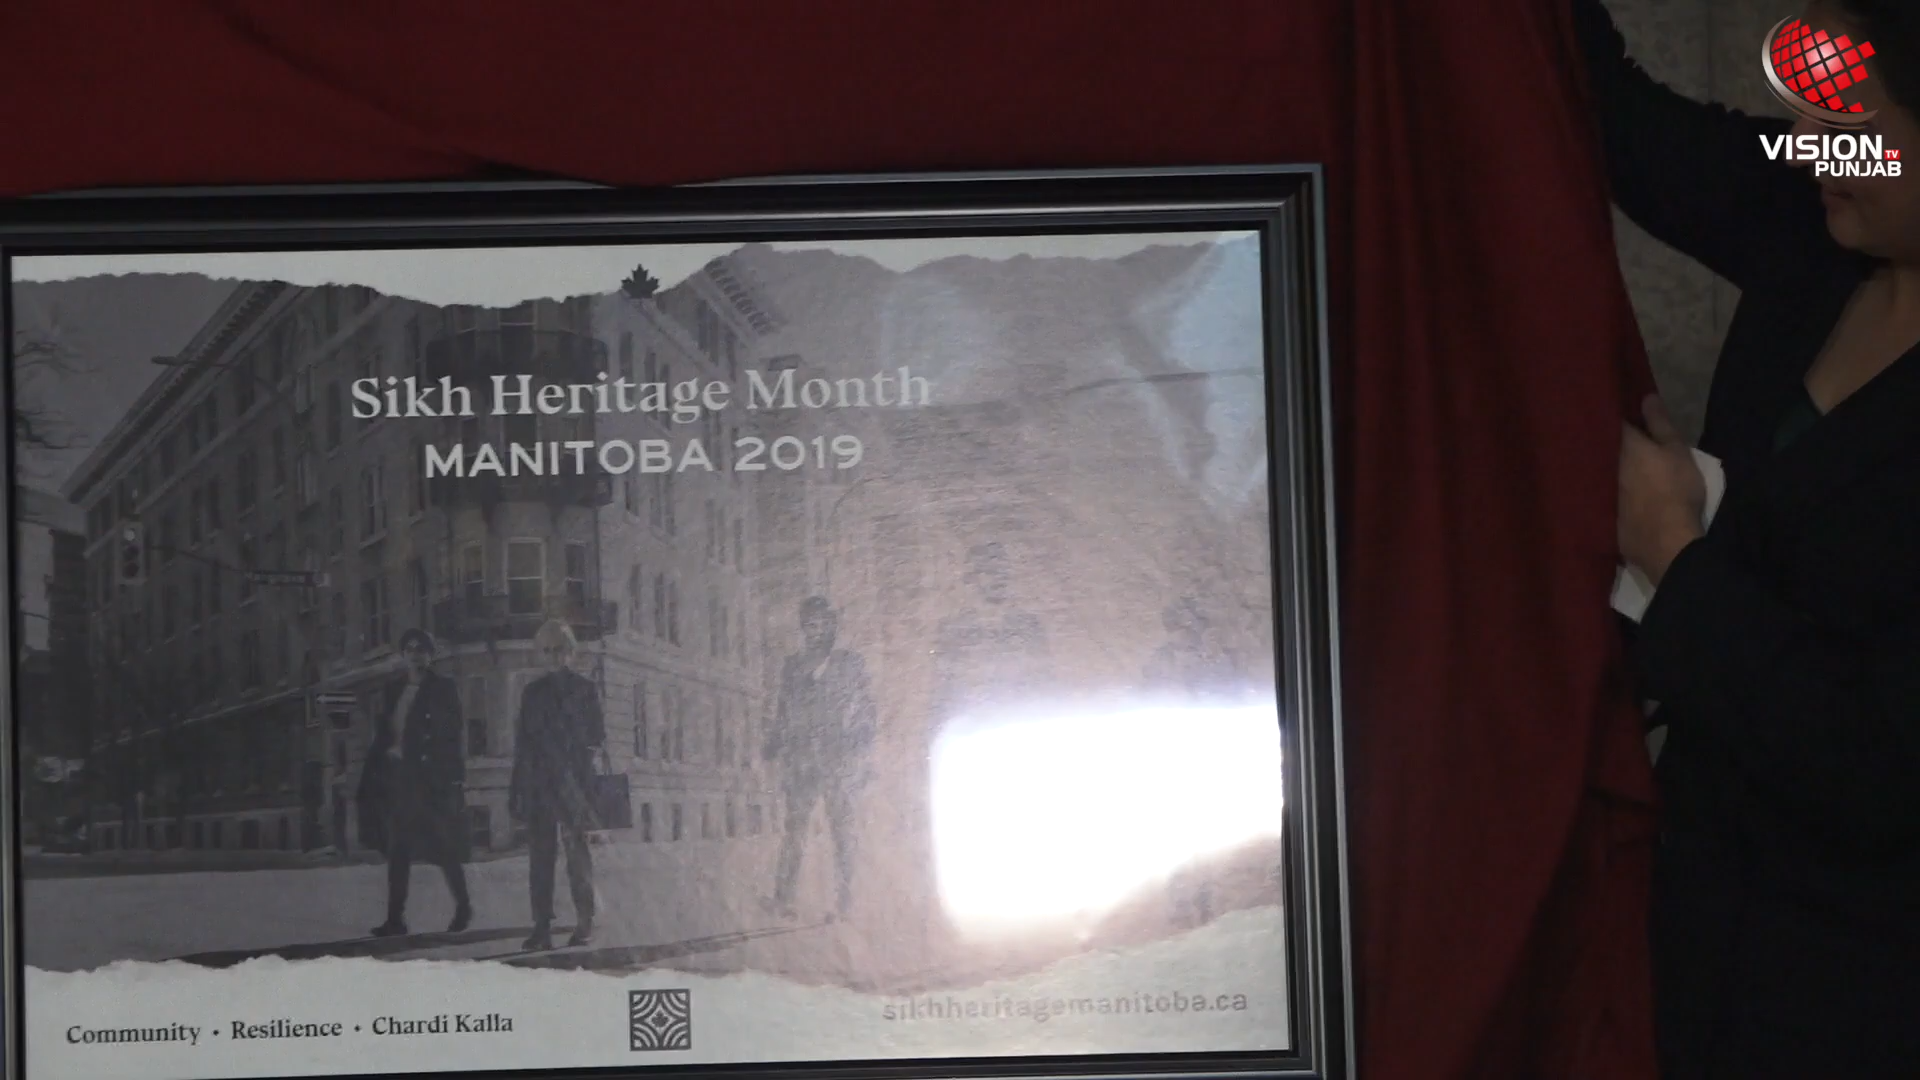 VISION TV
PUNJAB
Sikh Heritage Month
MANITOBA 2019
Community • Resilience • Chardi Kalla
sikhheritagemanitoba.ca